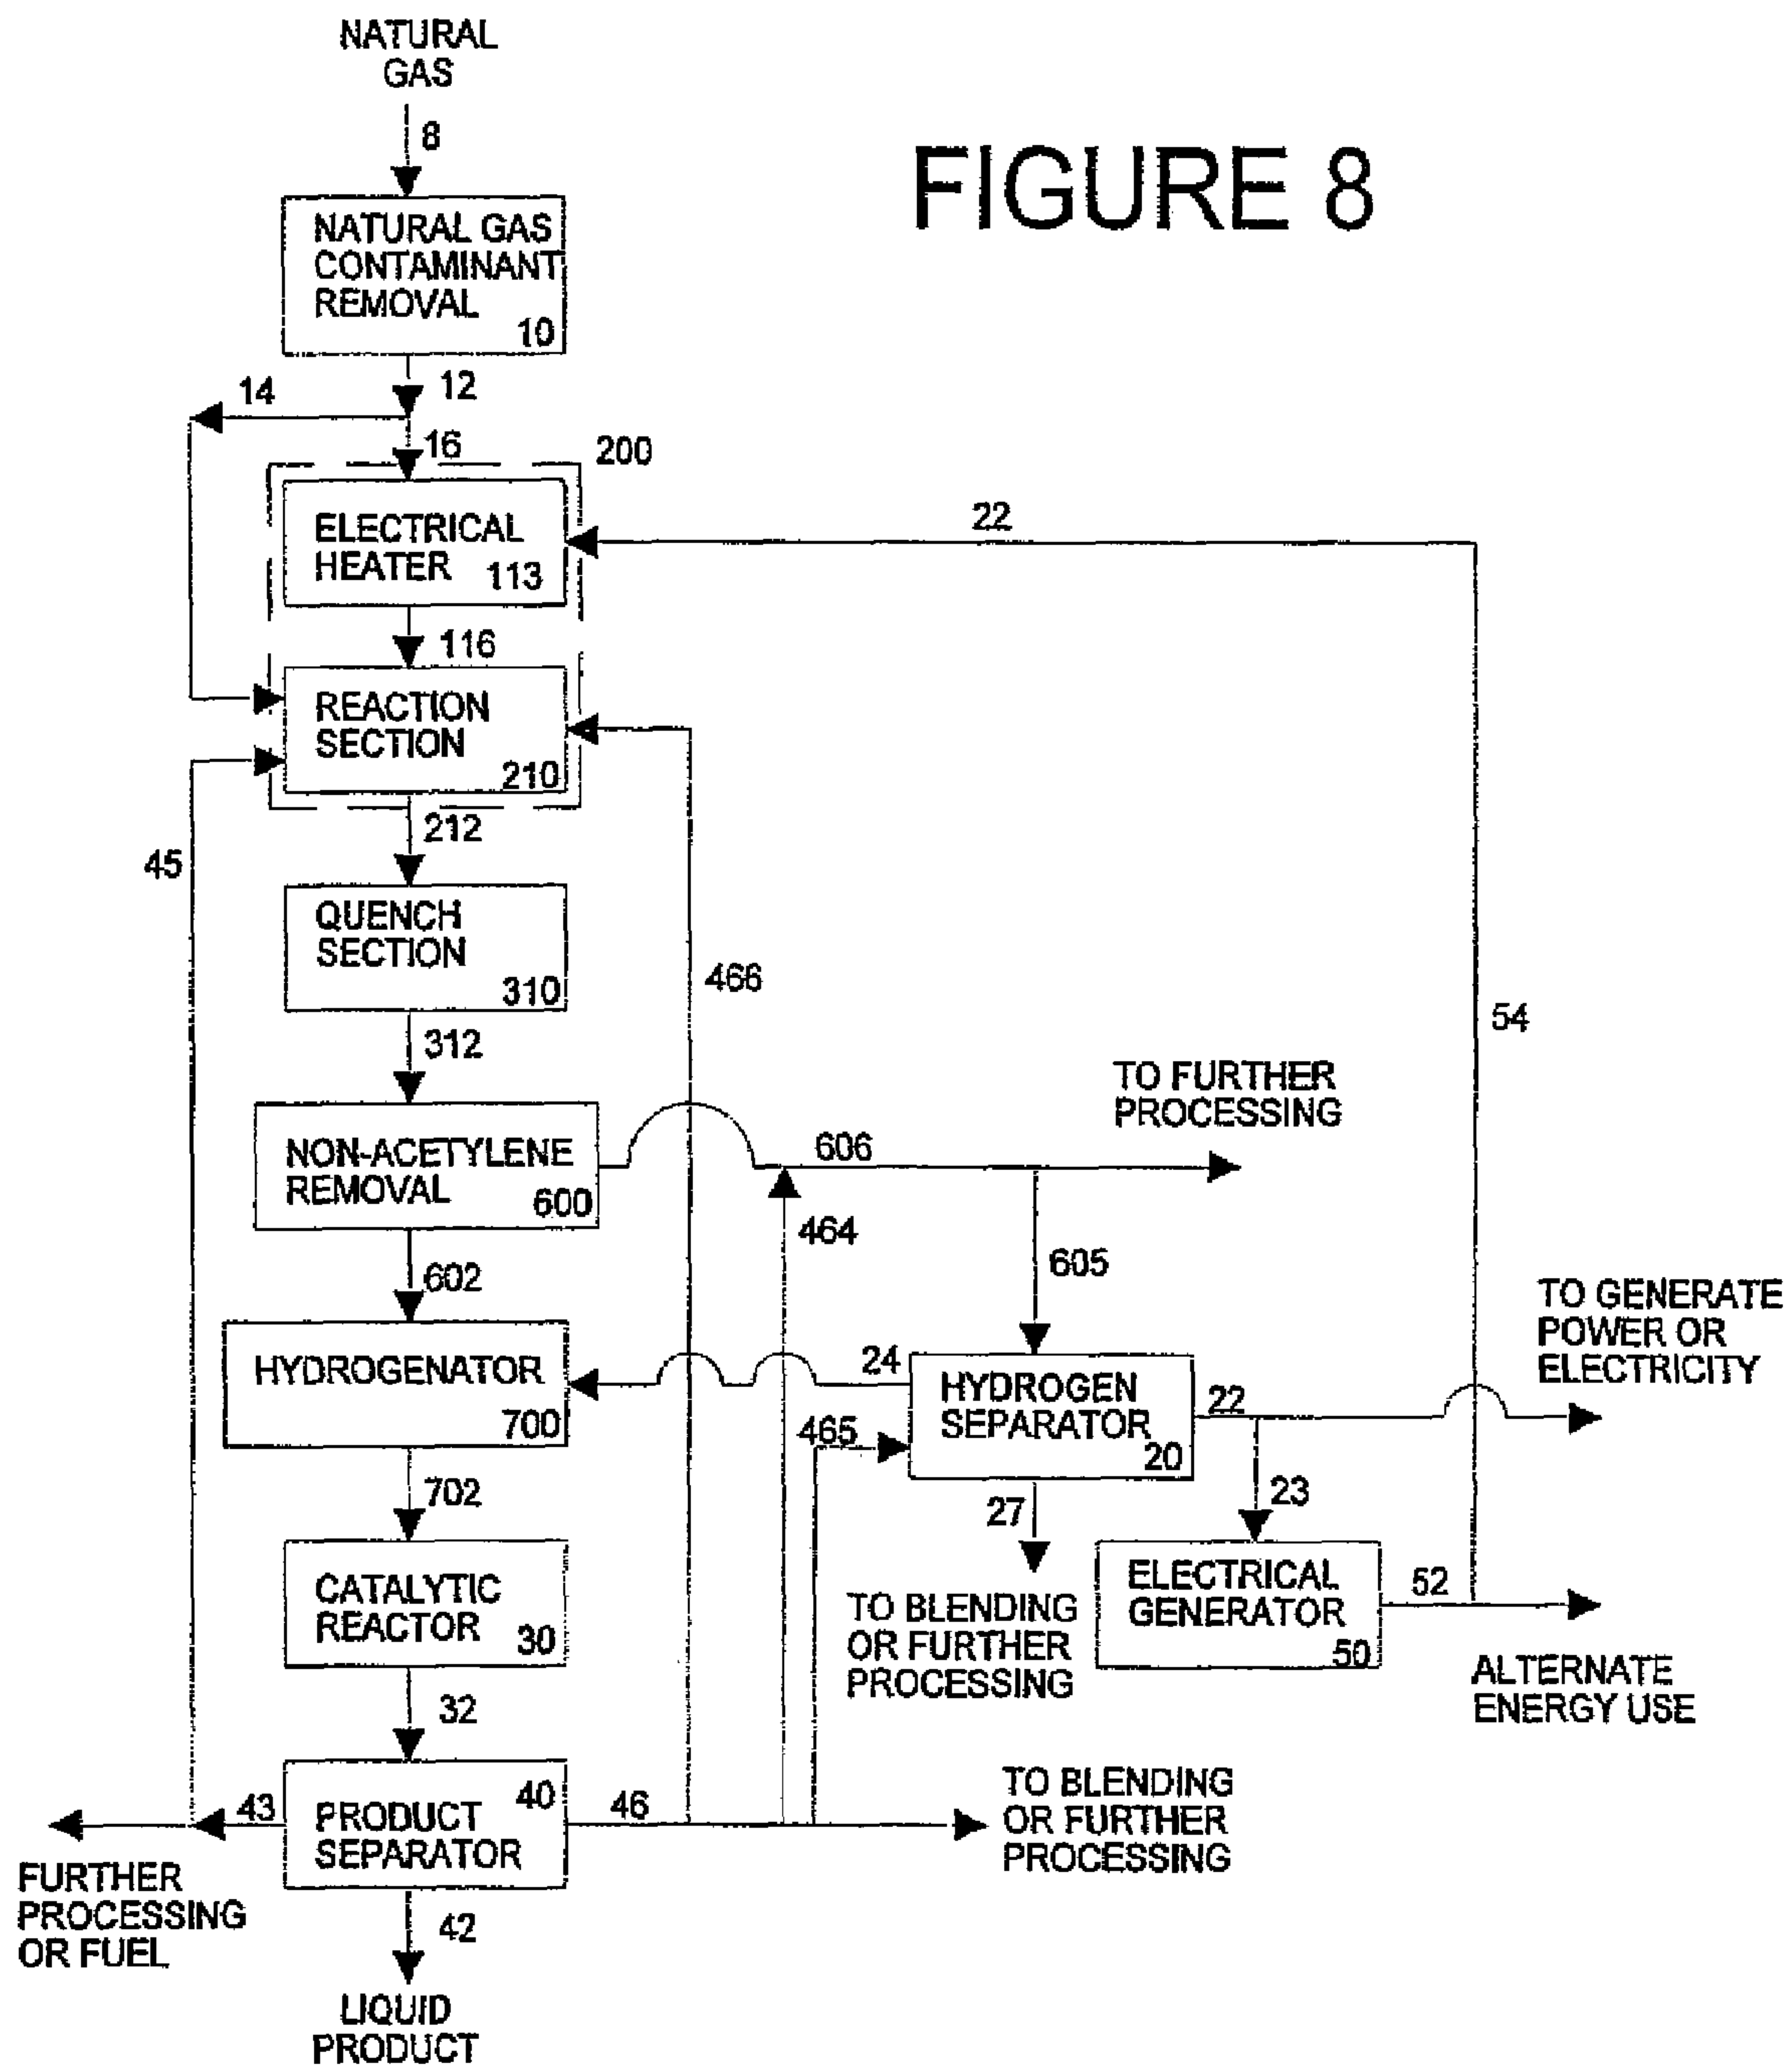 NATURAL
GAS
8
FIGURE 8
NATURAL GAS
CONTAMINANT
REMOVAL
10
14
12
16
200
ELECTRICAL
HEATER
113
22
116
REACTION
SECTION
210
212
45
QUENCH
SECTION
310
466
54
312
TO FURTHER
PROCESSING
NON-ACETYLENE
REMOVAL
600
606
464
605
602
TO GENERATE
POWER OR
ELECTRICITY
HYDROGENATOR
700
24
HYDROGEN
SEPARATOR
20
22
465
702
27
23
CATALYTIC
REACTOR
30
TO BLENDING
OR FURTHER
PROCESSING
ELECTRICAL
GENERATOR
50
52
ALTERNATE
ENERGY USE
32
43
PRODUCT
SEPARATOR
40
46
TO BLENDING
OR FURTHER
PROCESSING
FURTHER
PROCESSING
OR FUEL
42
LIQUID
PRODUCT